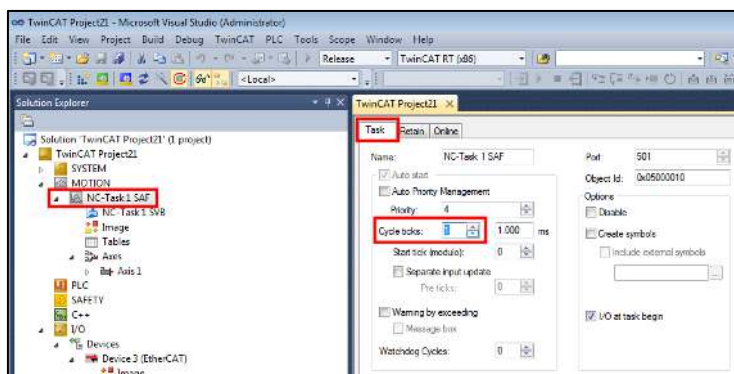 TwinCAT Project21 - Microsoft Visual Studio (Administrator)
File Edit View Project Build Debug TwinCAT PLC Tools Scope Window Help
Release
TwinCAT RT (x86)
<Local>
Solution Explorer
Solution 'TwinCAT Project21' (1 project)
TwinCAT Project21
SYSTEM
MOTION
NC-Task 1 SAF
NC-Task 1 SVB
Image
Tables
Axes
Axis 1
PLC
SAFETY
C++
I/O
Devices
Device 3 (EtherCAT)
Image
TwinCAT Project21
Task Retain Online
Name: NC-Task 1 SAF
Auto start
Auto Priority Management
Priority: 4
Cycle ticks: 1 1.000 ms
Start tick (modulo): 0
Separate input update
Pre ticks: 0
Warning by exceeding
Message box
Watchdog Cycles: 0
Port 501
Object Id: 0x05000010
Options
Disable
Create symbols
Include external symbols
I/O at task begin